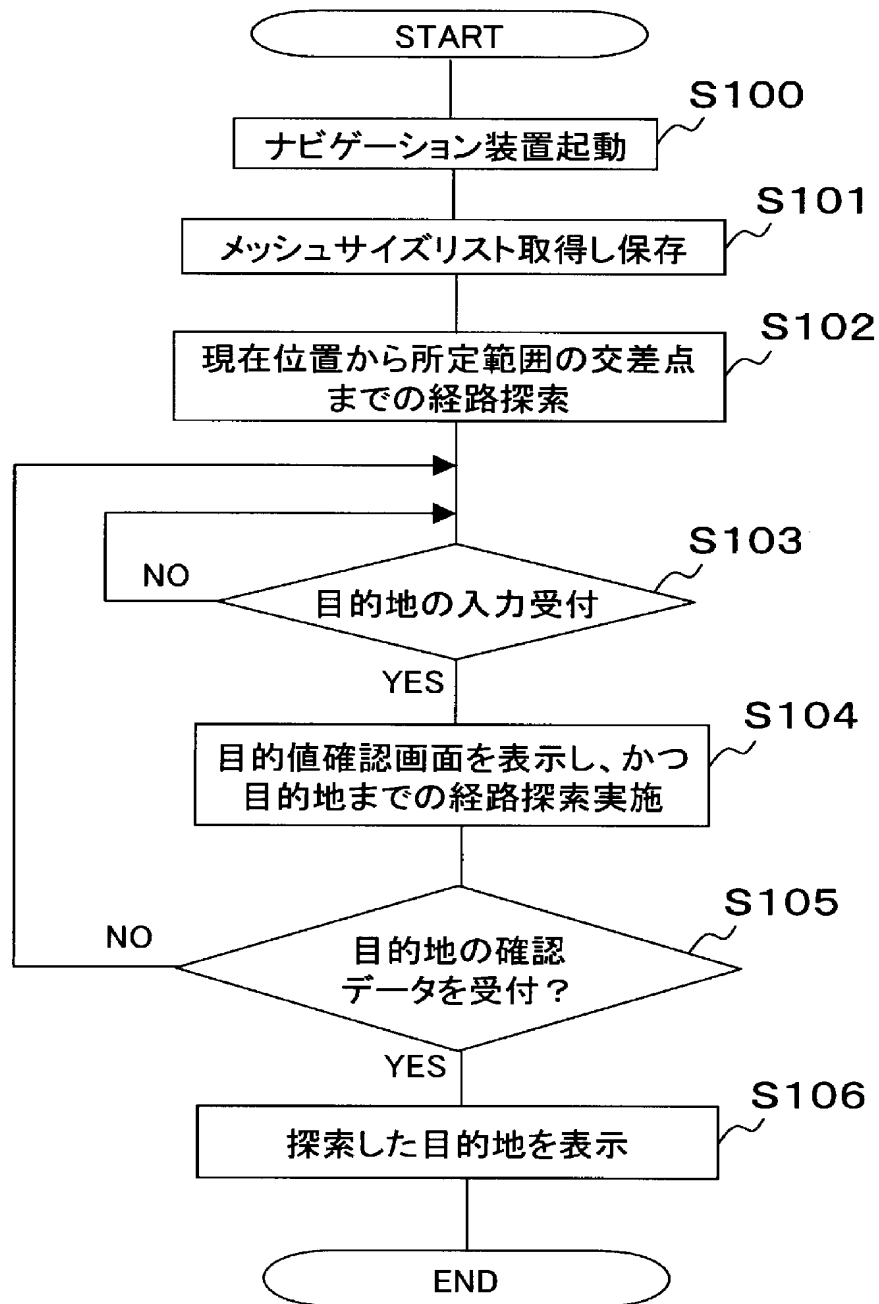 START
S100
ナビゲーション装置起動
S101
メッシュサイズリスト取得し保存
S102
現在位置から所定範囲の交差点
までの経路探索
S103
NO
目的地の入力受付
YES
S104
目的値確認画面を表示し、かつ
目的地までの経路探索実施
S105
NO
目的地の確認
データを受付？
YES
S106
探索した目的地を表示
END